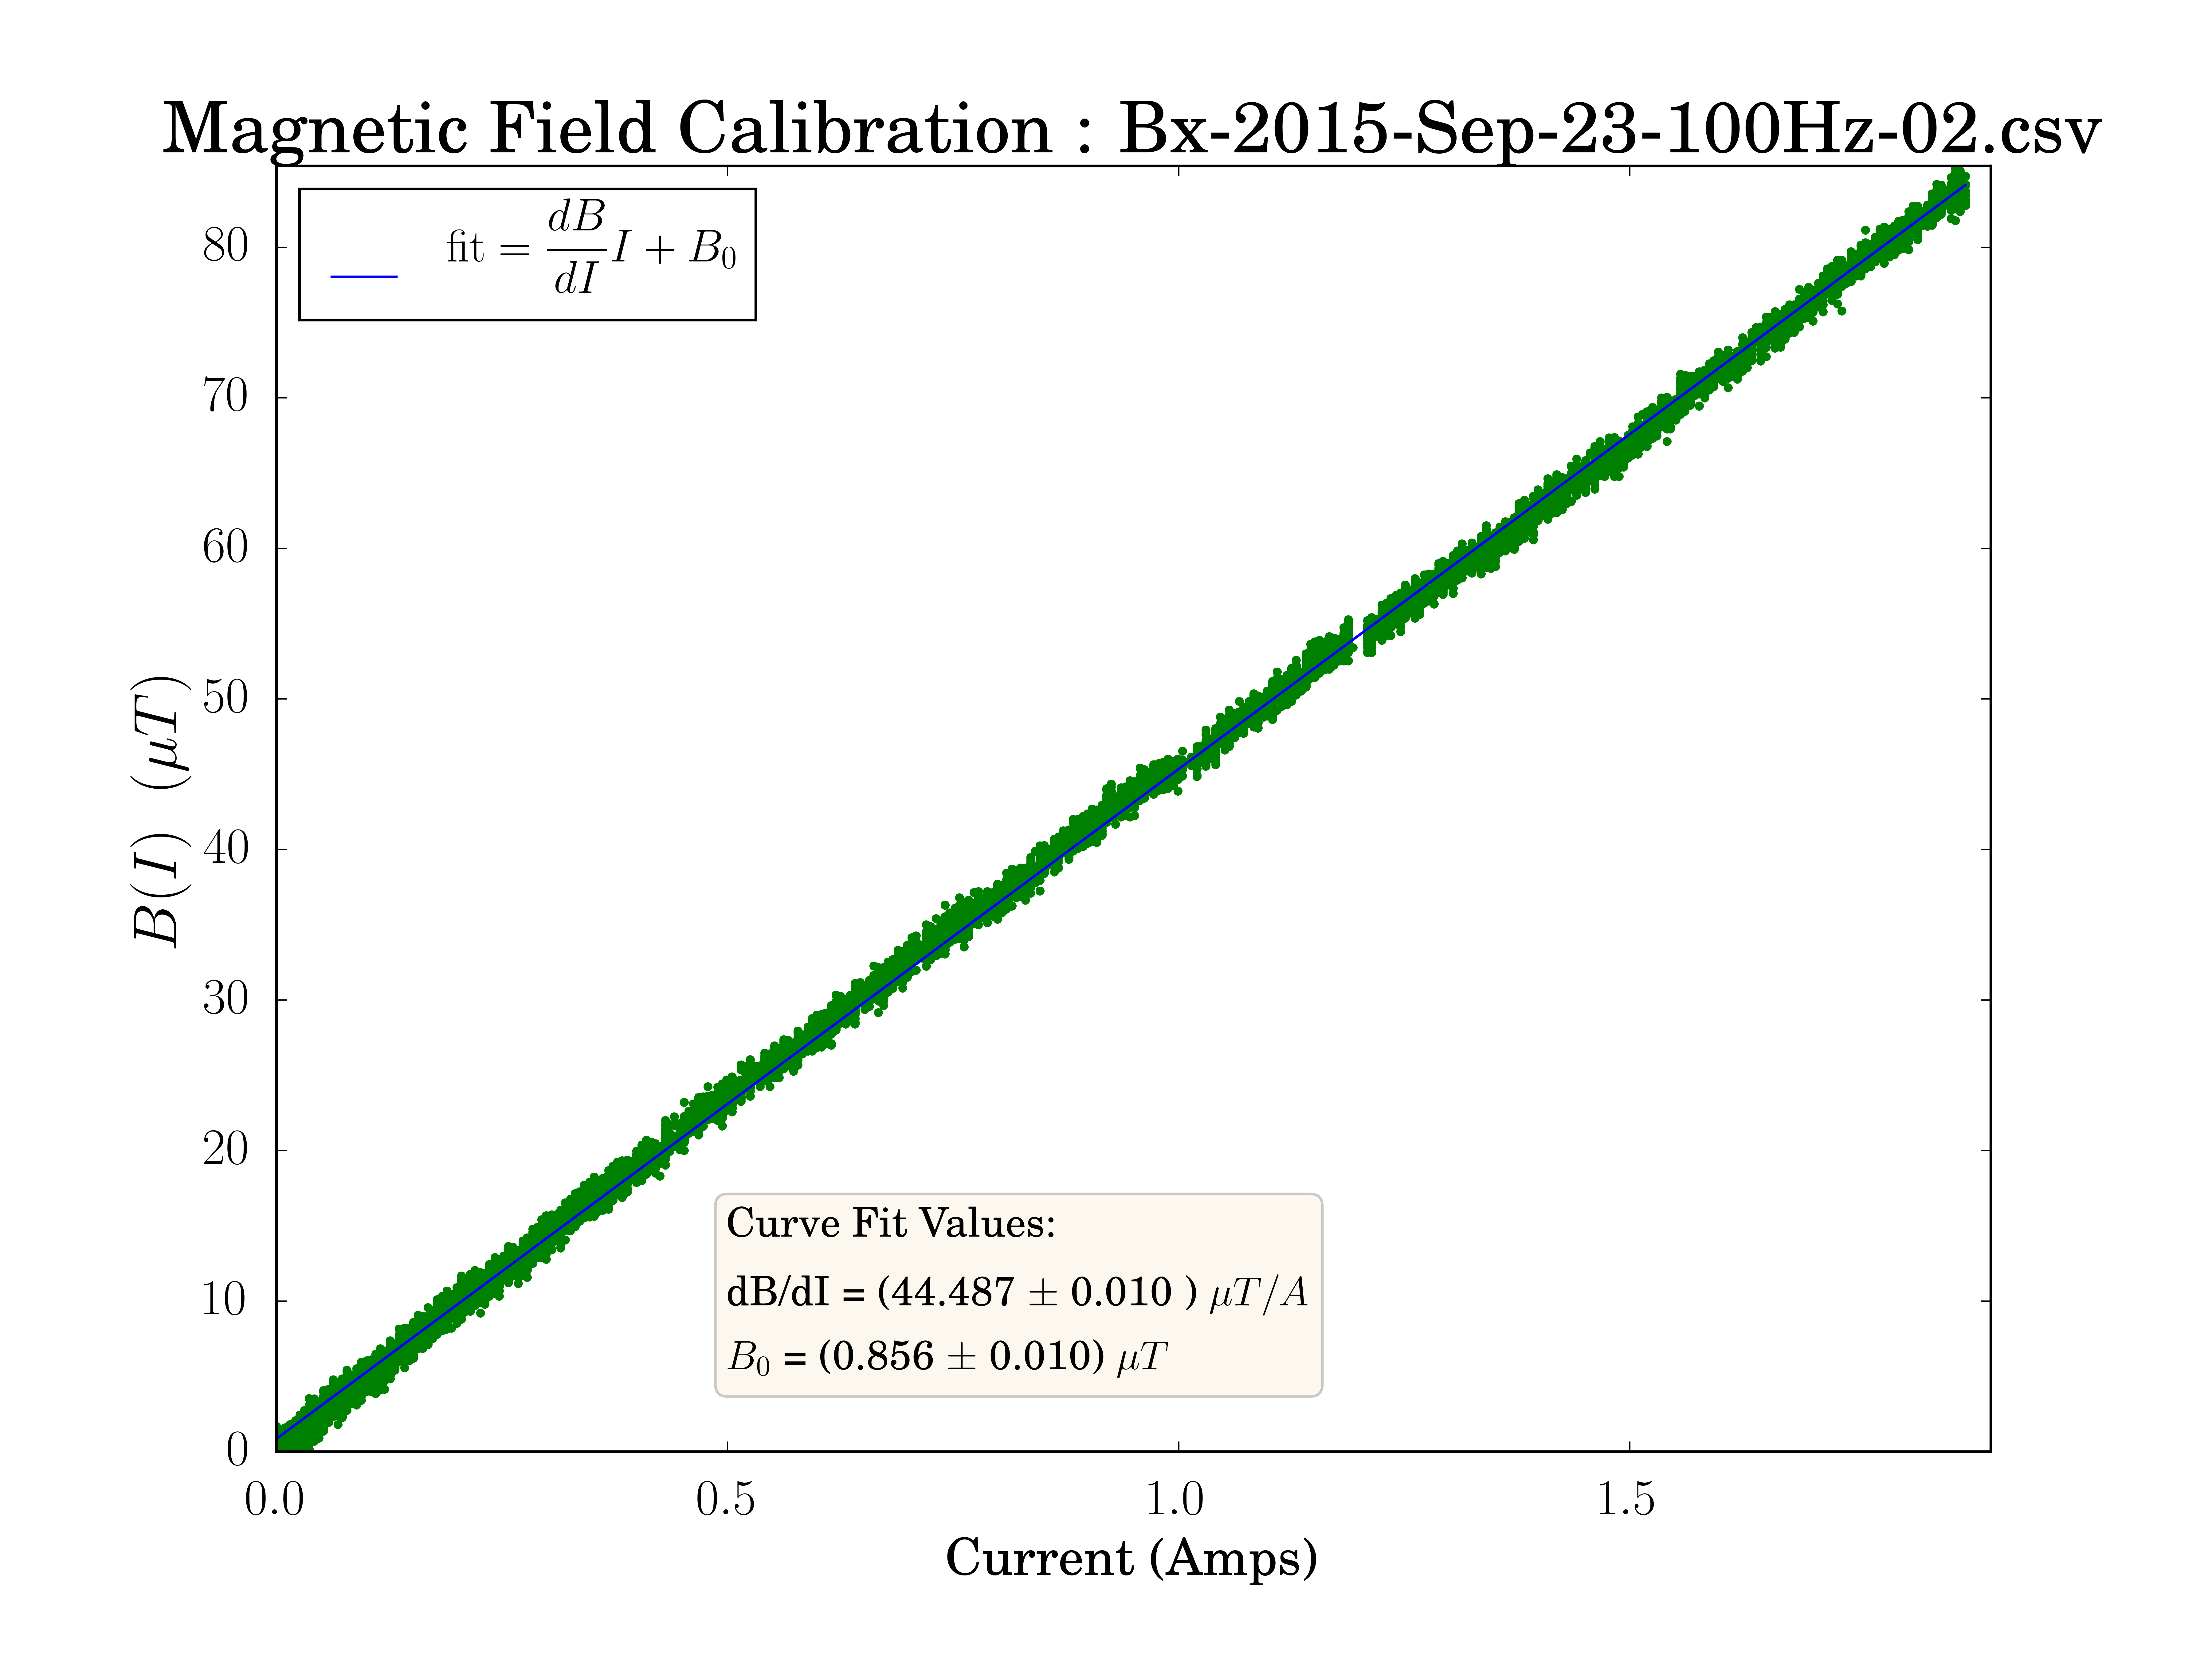 Magnetic Field Calibration : Bx-2015-Sep-23-100Hz-02.csv
fit = dB/dI I + B₀
B(I) (μT)
80
70
60
50
40
30
20
10
0
Curve Fit Values:
dB/dI = (44.487 ± 0.010 ) μT/A
B₀ = (0.856 ± 0.010) μT
0.0 0.5 1.0 1.5
Current (Amps)